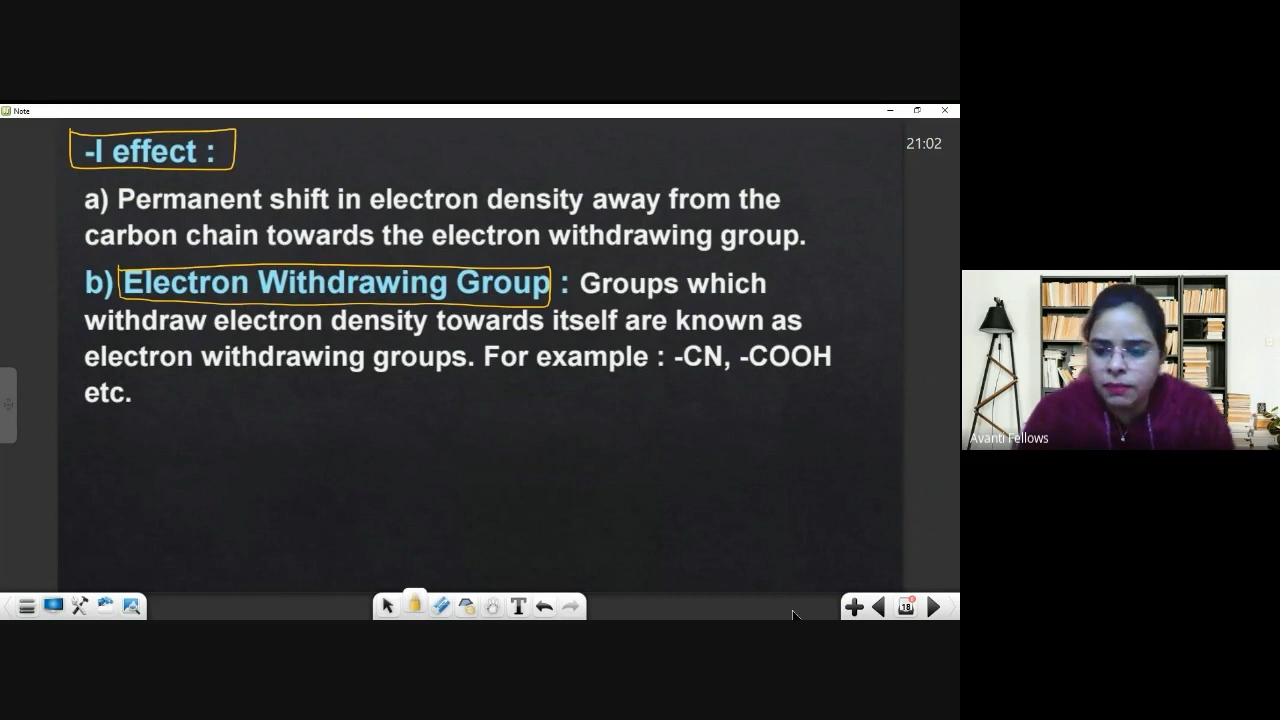 Note
-I effect :
21:02
a) Permanent shift in electron density away from the
carbon chain towards the electron withdrawing group.
b) Electron Withdrawing Group : Groups which
withdraw electron density towards itself are known as
electron withdrawing groups. For example : -CN, -COOH
etc.
Avanti Fellows
T
18